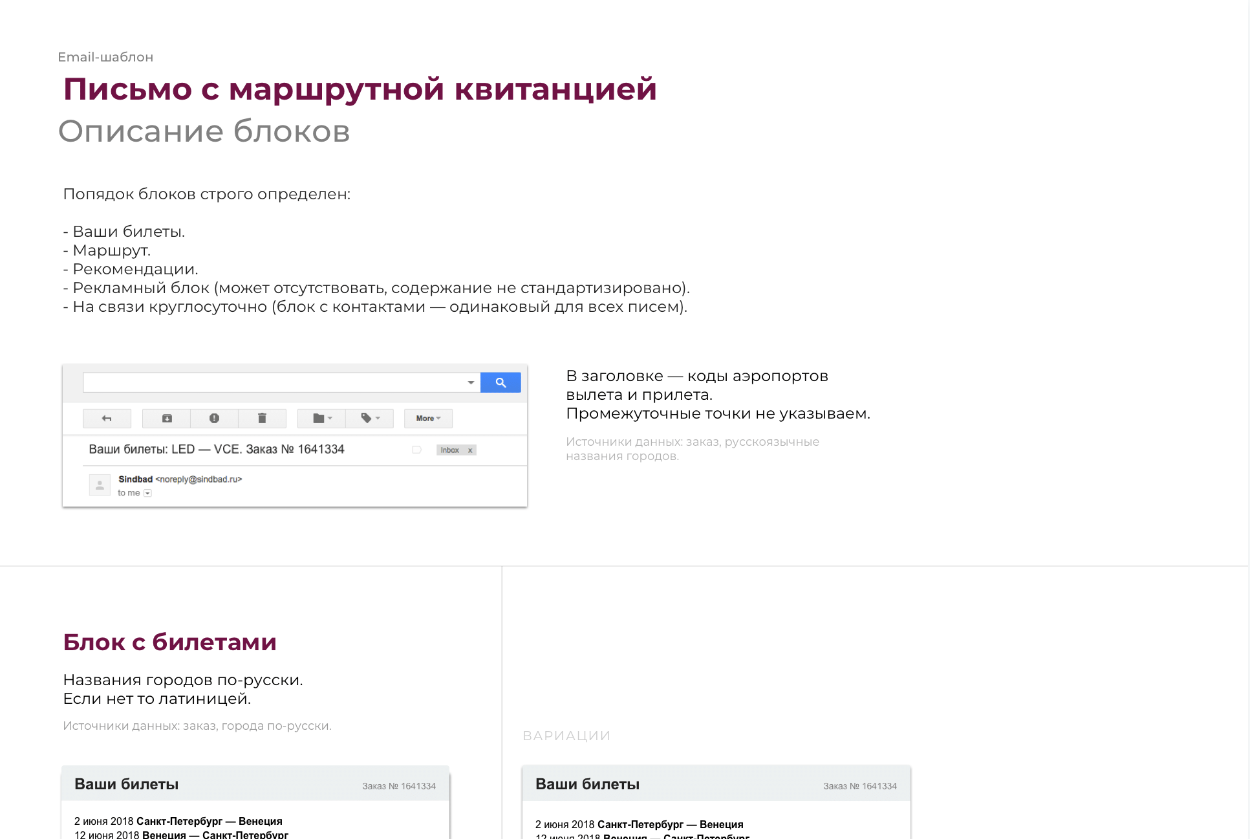 Email-шаблон
Письмо с маршрутной квитанцией
Описание блоков
Попядок блоков строго определен:
- Ваши билеты.
- Маршрут.
- Рекомендации.
- Рекламный блок (может отсутствовать, содержание не стандартизировано).
- На связи круглосуточно (блок с контактами — одинаковый для всех писем).
More
Ваши билеты: LED — VCE. Заказ № 1641334
Inbox x
Sindbad <noreply@sindbad.ru>
to me
В заголовке — коды аэропортов
вылета и прилета.
Промежуточные точки не указываем.
Источники данных: заказ, русскоязычные
названия городов.
Блок с билетами
Названия городов по-русски.
Если нет то латиницей.
Источники данных: заказ, города по-русски.
Ваши билеты
Заказ № 1641334
2 июня 2018 Санкт-Петербург — Венеция
12 июня 2018 Венеция — Санкт-Петербург
ВАРИАЦИИ
Ваши билеты
Заказ № 1641334
2 июня 2018 Санкт-Петербург — Венеция
12 июня 2018 Венеция — Санкт-Петербург